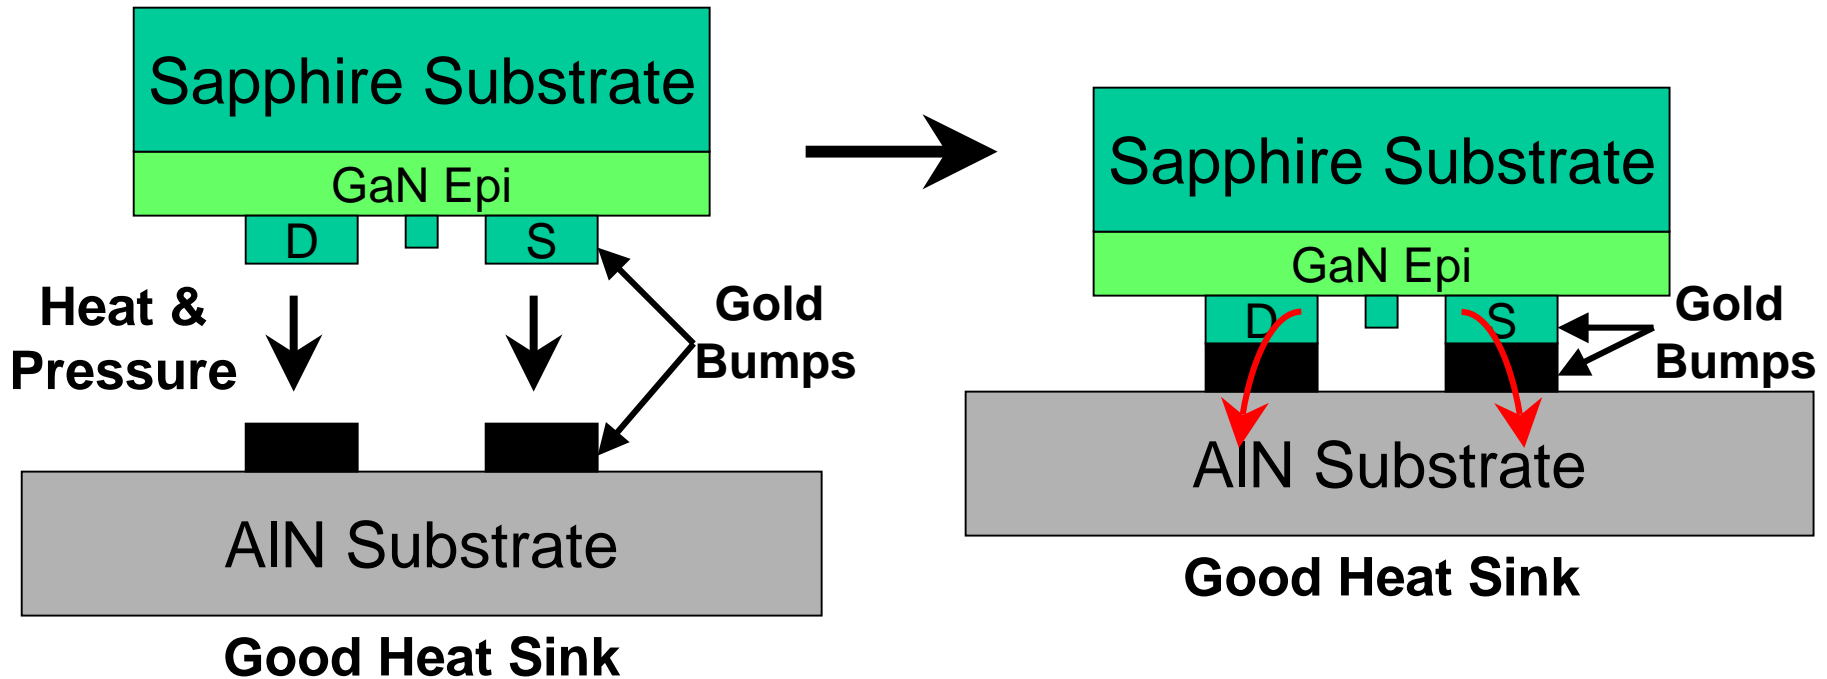 Sapphire Substrate
GaN Epi
D
S
Heat &
Pressure
Gold
Bumps
AlN Substrate
Good Heat Sink
Sapphire Substrate
GaN Epi
D
S
Gold
Bumps
AlN Substrate
Good Heat Sink